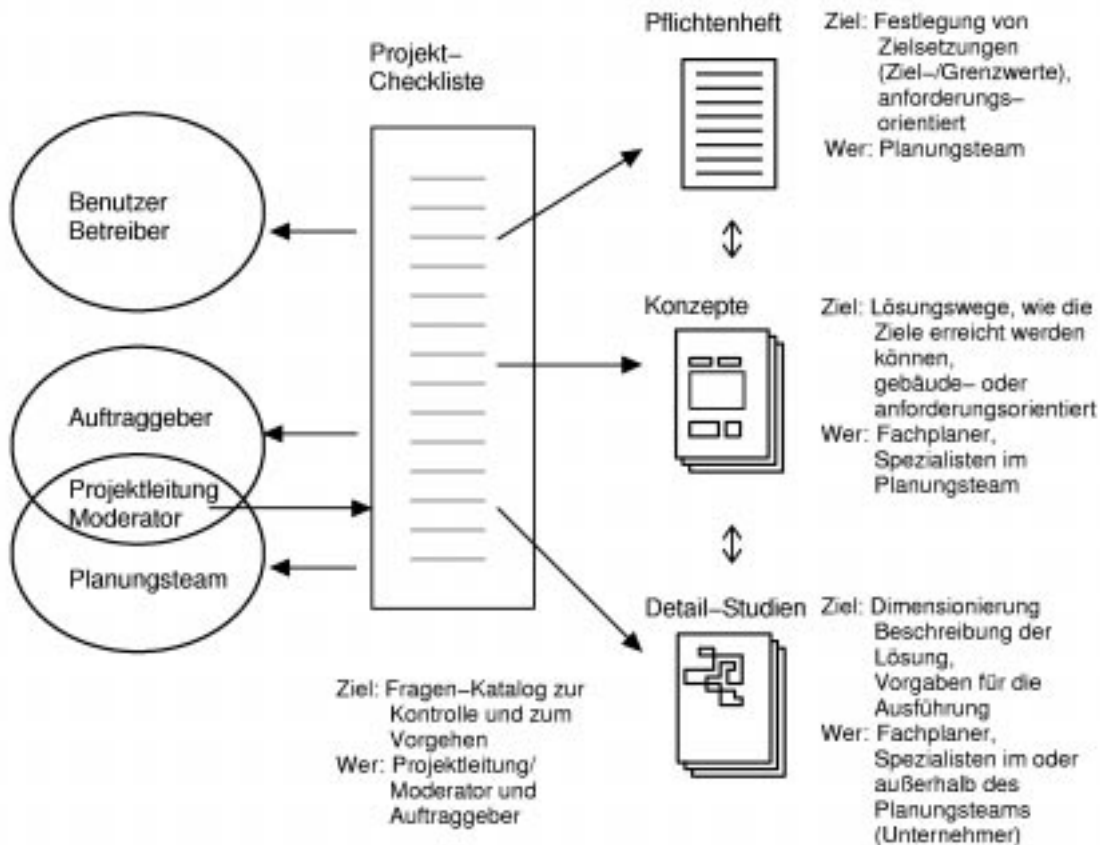 Projekt–
Checkliste
Benutzer
Betreiber
Auftraggeber
Projektleitung
Moderator
Planungsteam
Ziel: Fragen–Katalog zur
Kontrolle und zum
Vorgehen
Wer: Projektleitung/
Moderator und
Auftraggeber
Pflichtenheft
Ziel: Festlegung von
Zielsetzungen
(Ziel–/Grenzwerte),
anforderungs–
orientiert
Wer: Planungsteam
Konzepte
Ziel: Lösungswege, wie die
Ziele erreicht werden
können,
gebäude– oder
anforderungsorientiert
Wer: Fachplaner,
Spezialisten im
Planungsteam
Detail–Studien
Ziel: Dimensionierung
Beschreibung der
Lösung,
Vorgaben für die
Ausführung
Wer: Fachplaner,
Spezialisten im oder
außerhalb des
Planungsteams
(Unternehmer)